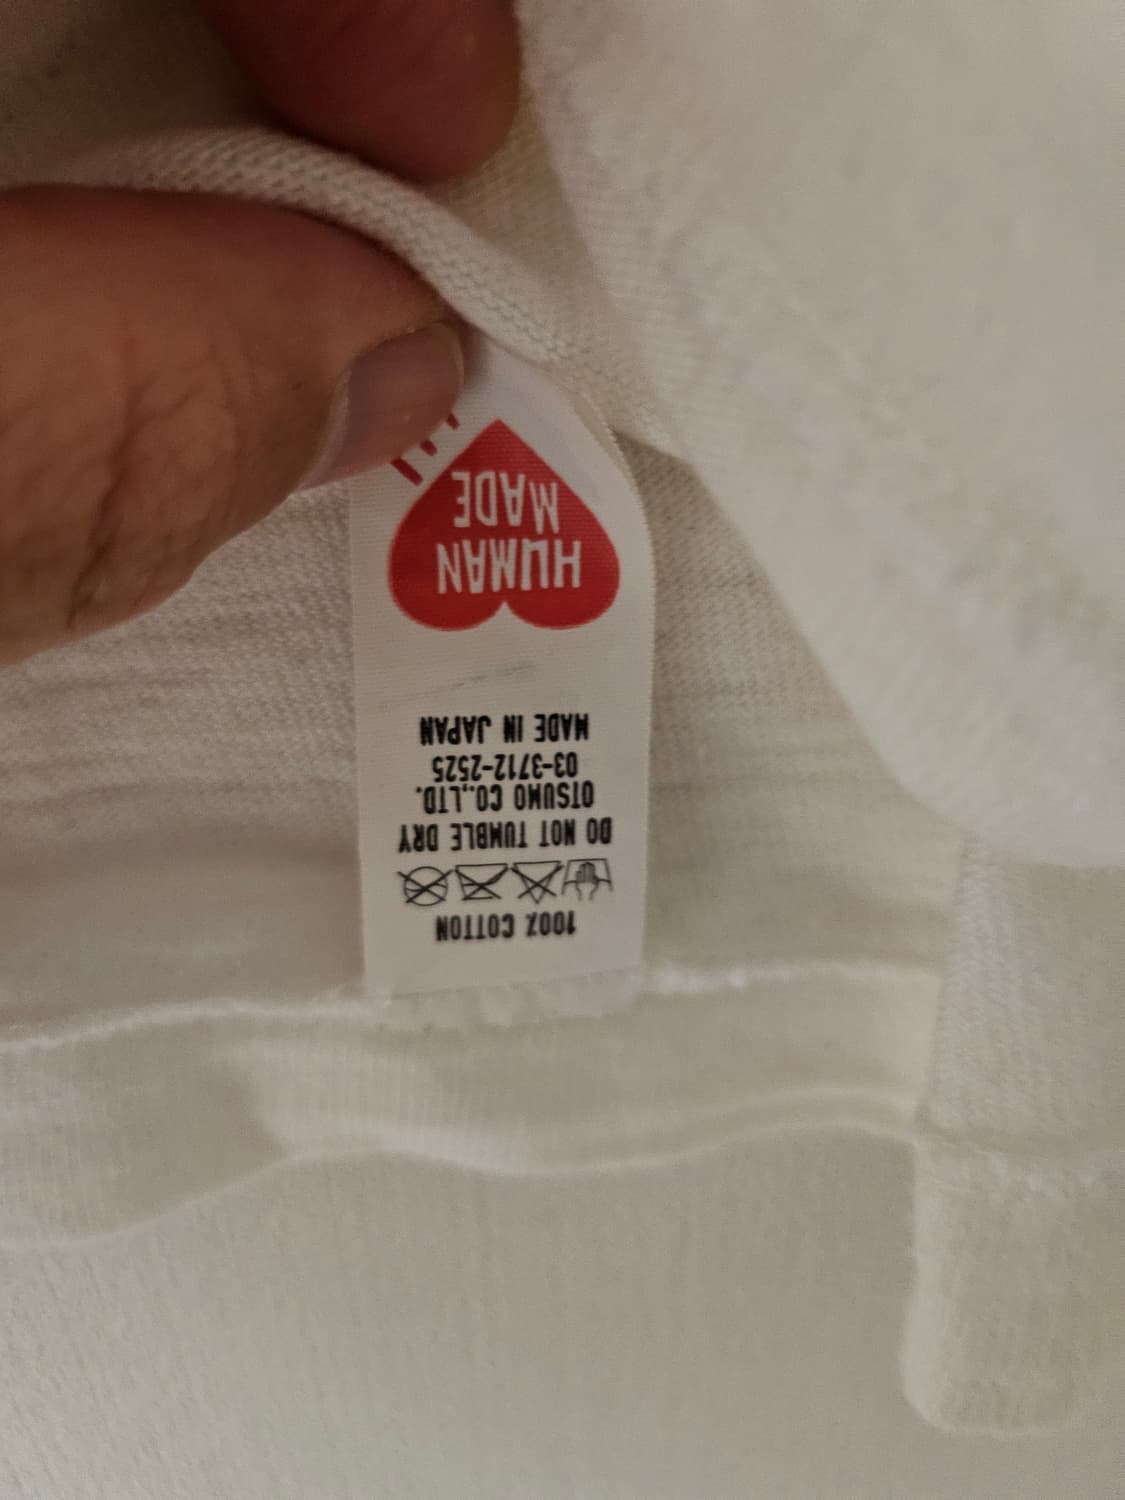 100% COTTON
DO NOT TUMBLE DRY
OTSUMO CO.,LTD.
03-3712-2525
MADE IN JAPAN
HUMAN
MADE